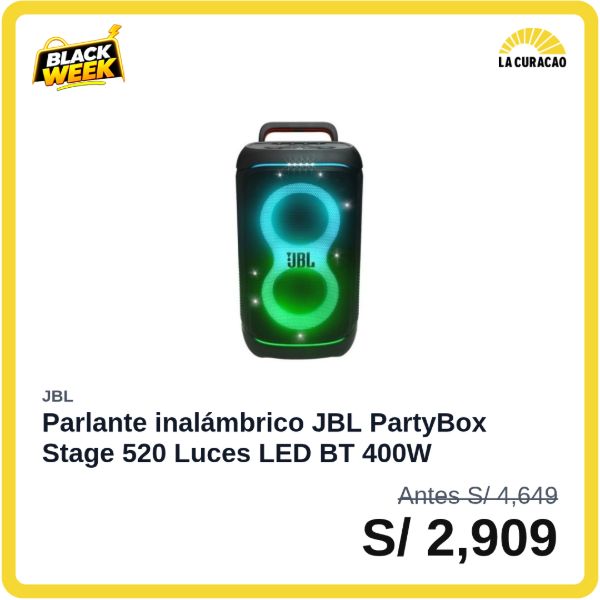 BLACK
WEEK
LA CURACAO
JBL
JBL
Parlante inalámbrico JBL PartyBox
Stage 520 Luces LED BT 400W
Antes S/ 4,649
S/ 2,909